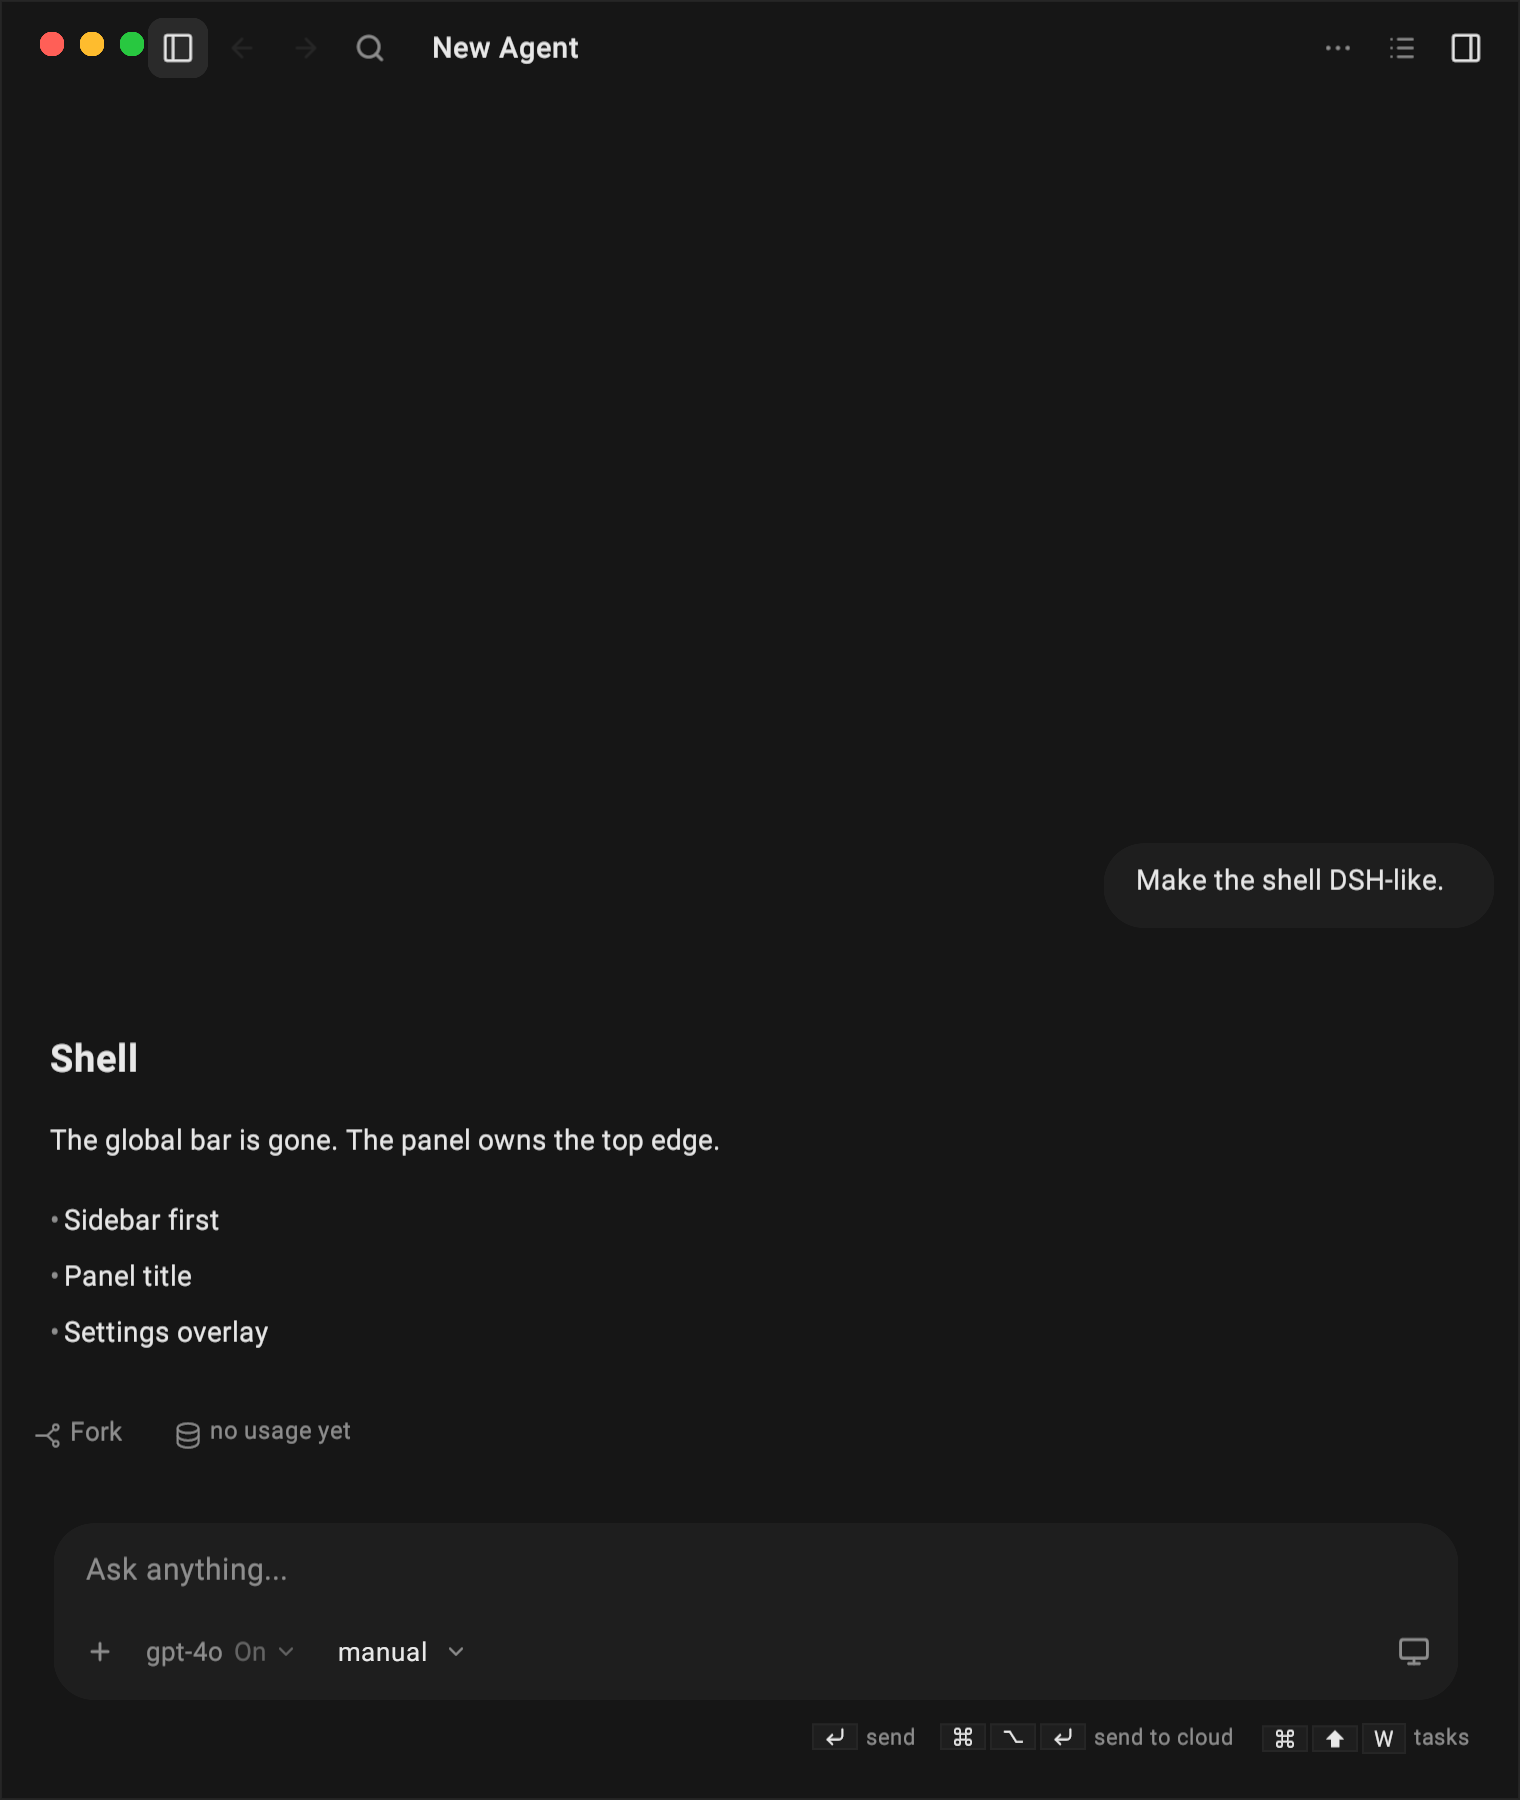 New Agent
Make the shell DSH-like.
Shell
The global bar is gone. The panel owns the top edge.
• Sidebar first
• Panel title
• Settings overlay
Fork no usage yet
Ask anything...
gpt-4o On manual
↵ send ⌘ ⌥ ↵ send to cloud ⌘ ⬆ W tasks